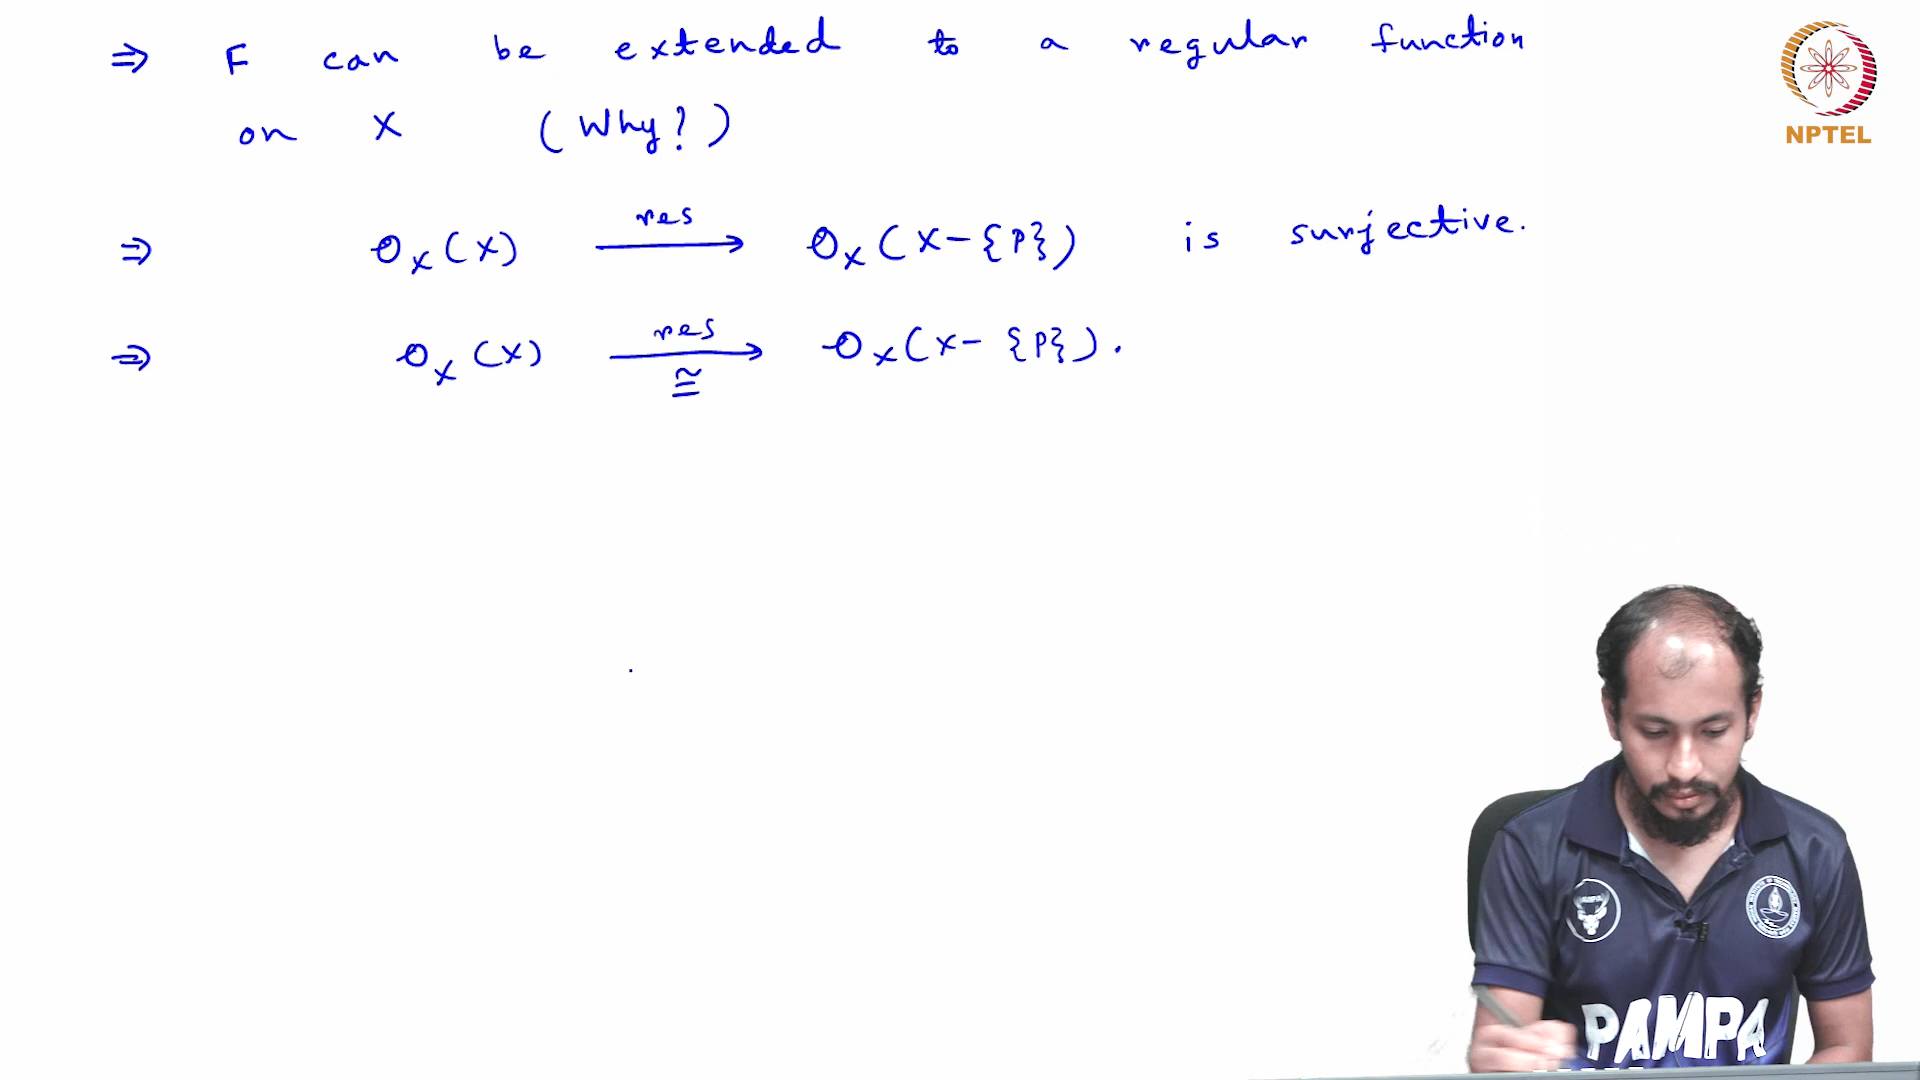 ⇒ F can be extended to a regular function
on X (Why?)
⇒ O_X(X) —res→ O_X(X-{P}) is surjective.
⇒ O_X(X) —res→ O_X(X-{P}).
≅
NPTEL
PAMPA